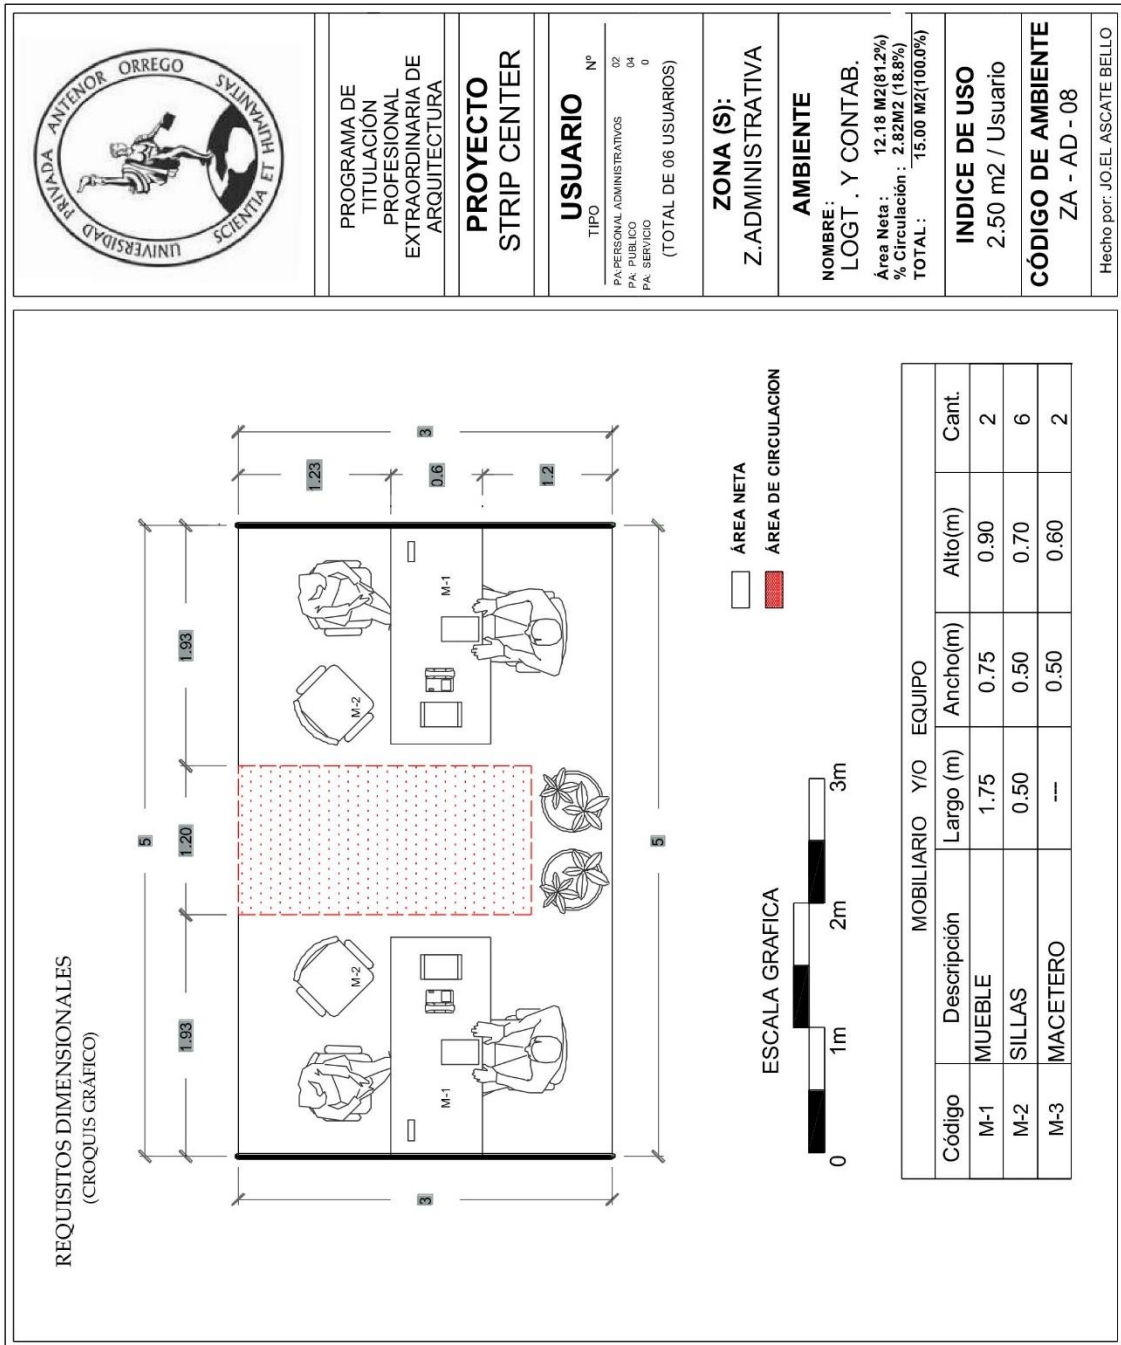 REQUISITOS DIMENSIONALES
(CROQUIS GRÁFICO)
5
1.93
1.20
1.93
3
3
1.23
0.6
1.2
M-2
M-2
M-1
M-1
5
ÁREA NETA
ÁREA DE CIRCULACION
ESCALA GRAFICA
0
1m
2m
3m
MOBILIARIO Y/O EQUIPO
Código Descripción Largo (m) Ancho(m) Alto(m) Cant.
M-1 MUEBLE 1.75 0.75 0.90 2
M-2 SILLAS 0.50 0.50 0.70 6
M-3 MACETERO --- 0.50 0.60 2
UNIVERSIDAD PRIVADA ANTENOR ORREGO
SCIENTIA ET HUMANITAS
PROGRAMA DE
TITULACIÓN
PROFESIONAL
EXTRAORDINARIA DE
ARQUITECTURA
PROYECTO
STRIP CENTER
USUARIO
TIPO Nº
PA:PERSONAL ADMINISTRATIVOS 02
PA: PUBLICO 04
PA: SERVICIO 0
(TOTAL DE 06 USUARIOS)
ZONA (S):
Z.ADMINISTRATIVA
AMBIENTE
NOMBRE:
LOGT . Y CONTAB.
Área Neta : 12.18 M2(81.2%)
% Circulación : 2.82M2 (18.8%)
TOTAL: 15.00 M2(100.0%)
INDICE DE USO
2.50 m2 / Usuario
CÓDIGO DE AMBIENTE
ZA - AD - 08
Hecho por: JO.EL ASCATE BELLO